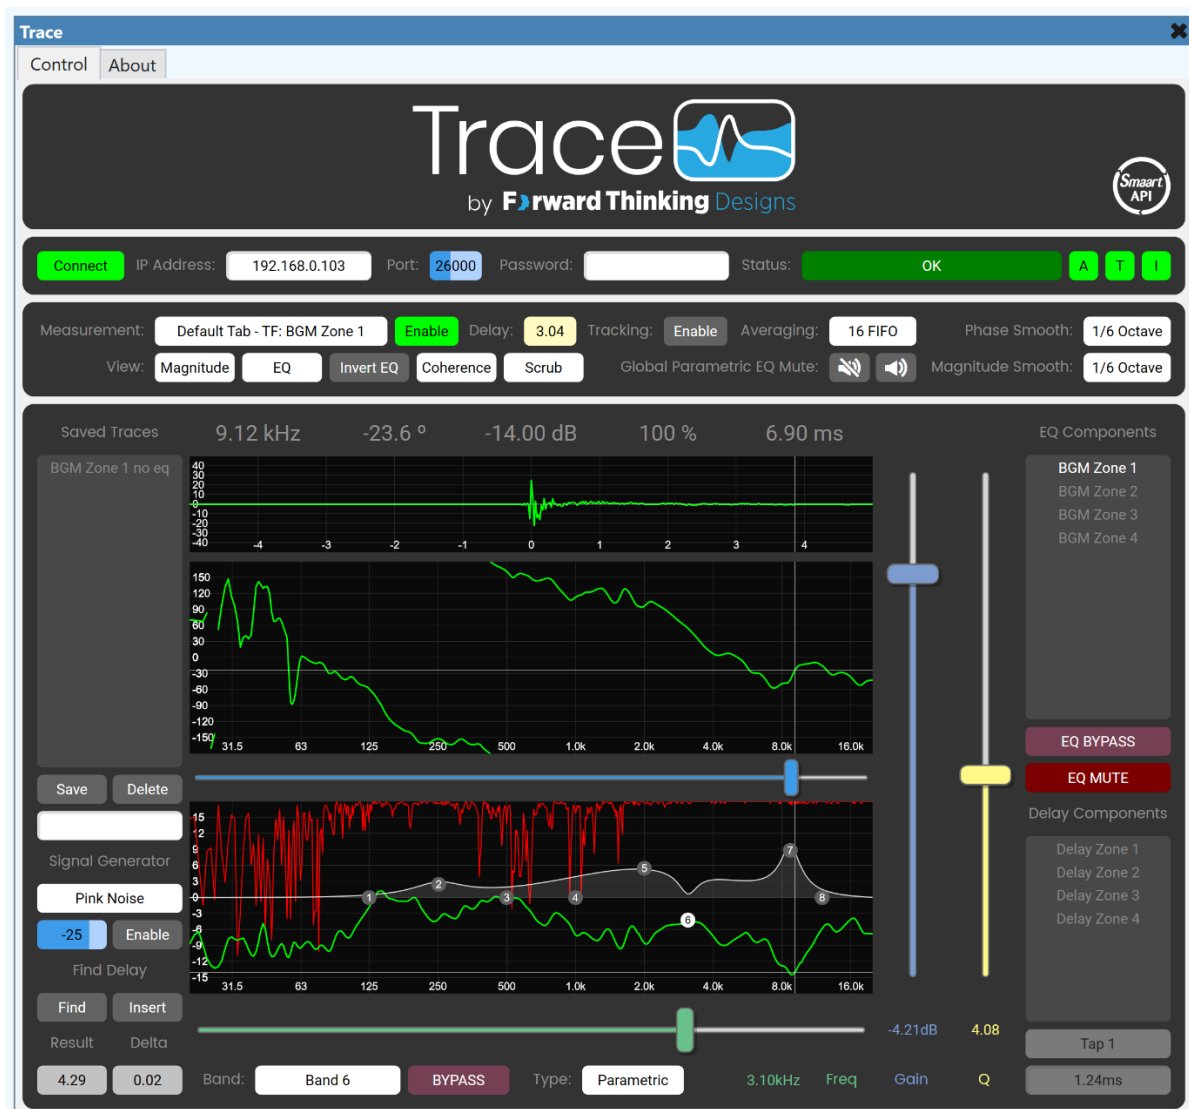 Trace
Control About
Trace
by Forward Thinking Designs
Smaart API
Connect IP Address: 192.168.0.103 Port: 26000 Password: Status: OK A T I
Measurement: Default Tab - TF: BGM Zone 1 Enable Delay: 3.04 Tracking: Enable Averaging: 16 FIFO Phase Smooth: 1/6 Octave
View: Magnitude EQ Invert EQ Coherence Scrub Global Parametric EQ Mute: Magnitude Smooth: 1/6 Octave
Saved Traces 9.12 kHz -23.6 º -14.00 dB 100 % 6.90 ms EQ Components
BGM Zone 1 no eq
40
30
20
10
0
-10
-20
-30
-40
-4 -3 -2 -1 0 1 2 3 4
BGM Zone 1
BGM Zone 2
BGM Zone 3
BGM Zone 4
150
120
90
60
30
0
-30
-60
-90
-120
-150
31.5 63 125 250 500 1.0k 2.0k 4.0k 8.0k 16.0k
EQ BYPASS
EQ MUTE
Save Delete
Signal Generator
Pink Noise
-25 Enable
Find Delay
Find Insert
Result Delta
4.29 0.02
15
12
9
6
3
0
-3
-6
-9
-12
-15
1 2 3 4 5 6 7 8
31.5 63 125 250 500 1.0k 2.0k 4.0k 8.0k 16.0k
Delay Components
Delay Zone 1
Delay Zone 2
Delay Zone 3
Delay Zone 4
-4.21dB 4.08
Tap 1
Band: Band 6 BYPASS Type: Parametric 3.10kHz Freq Gain Q 1.24ms